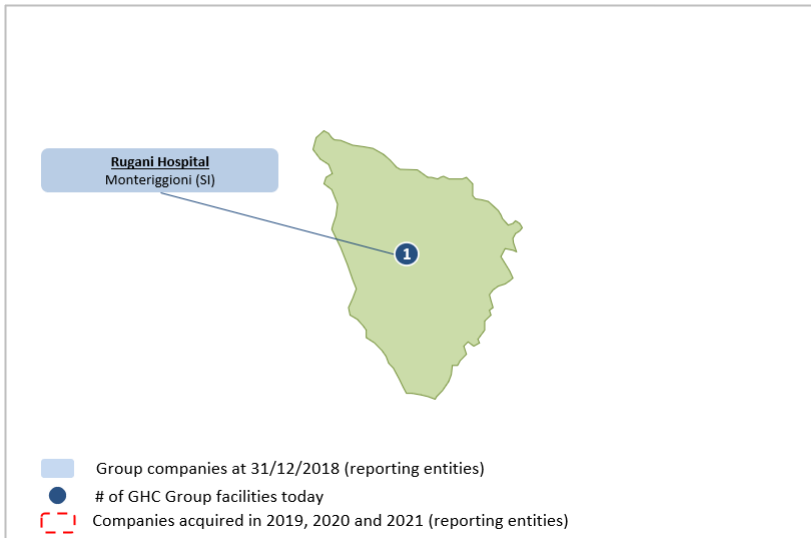 Rugani Hospital
Monteriggioni (SI)
1
Group companies at 31/12/2018 (reporting entities)
# of GHC Group facilities today
Companies acquired in 2019, 2020 and 2021 (reporting entities)